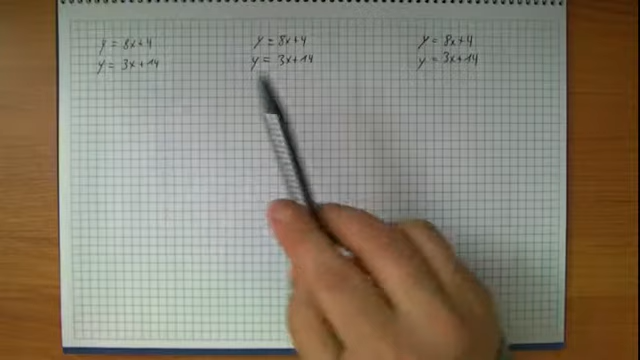 y = 8x+4
y = 3x+14
y = 8x+4
y = 3x+14
y = 8x+4
y = 3x+14